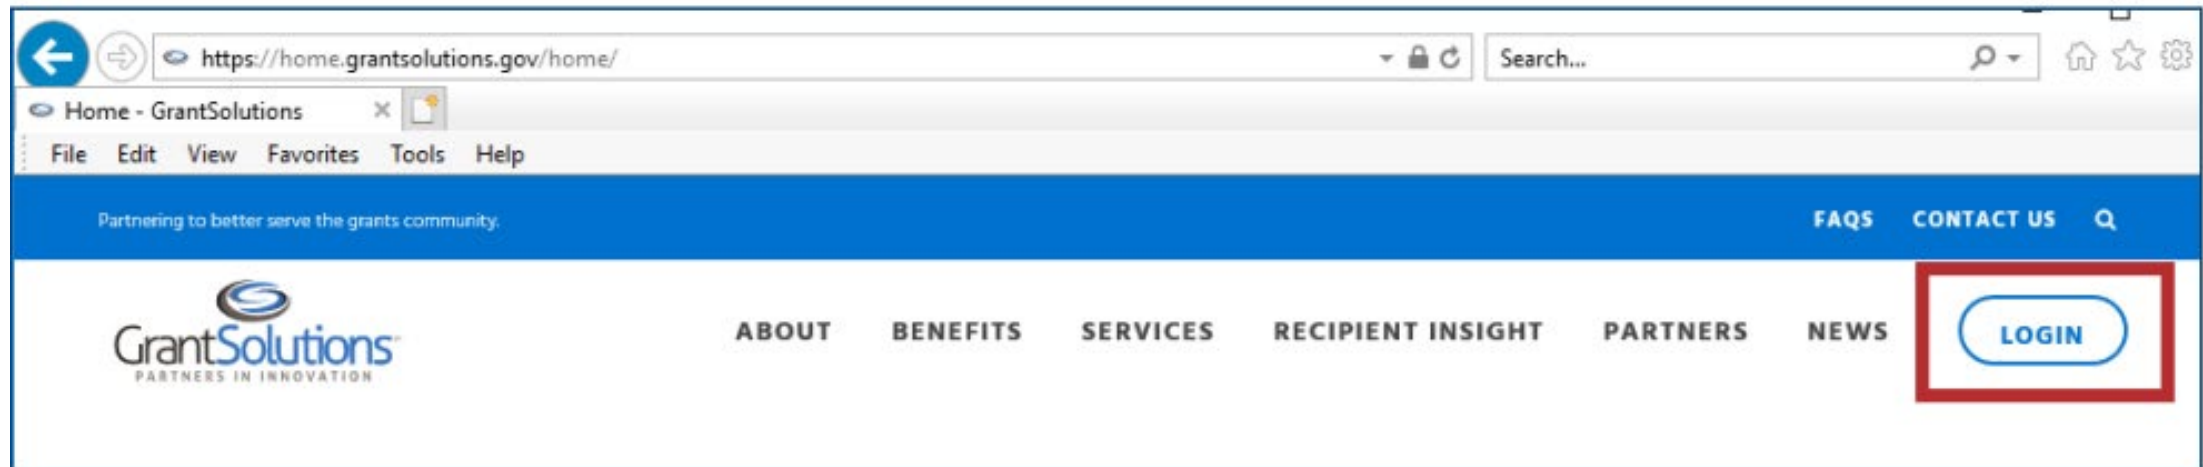 https://home.grantsolutions.gov/home/
Search...
Home - GrantSolutions
File Edit View Favorites Tools Help
Partnering to better serve the grants community.
FAQS CONTACT US
GrantSolutions
PARTNERS IN INNOVATION
ABOUT BENEFITS SERVICES RECIPIENT INSIGHT PARTNERS NEWS LOGIN